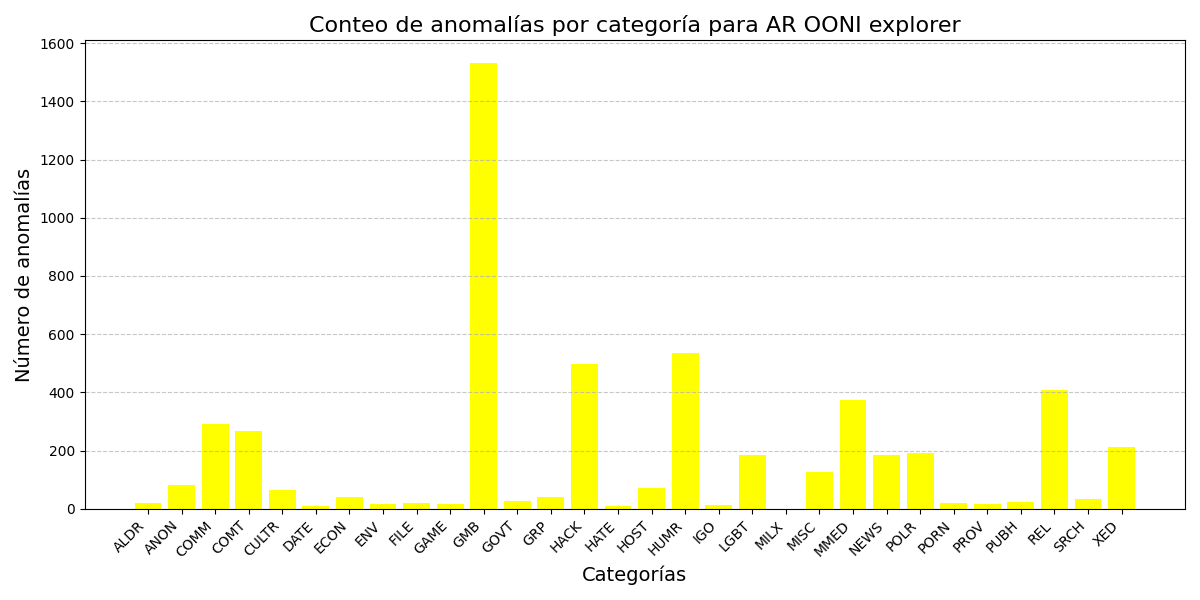 Conteo de anomalías por categoría para AR OONI explorer
Número de anomalías
1600
1400
1200
1000
800
600
400
200
0
ALDR
ANON
COMM
COMT
CULTR
DATE
ECON
ENV
FILE
GAME
GMB
GOVT
GRP
HACK
HATE
HOST
HUMR
IGO
LGBT
MILX
MISC
MMED
NEWS
POLR
PORN
PROV
PUBH
REL
SRCH
XED
Categorías